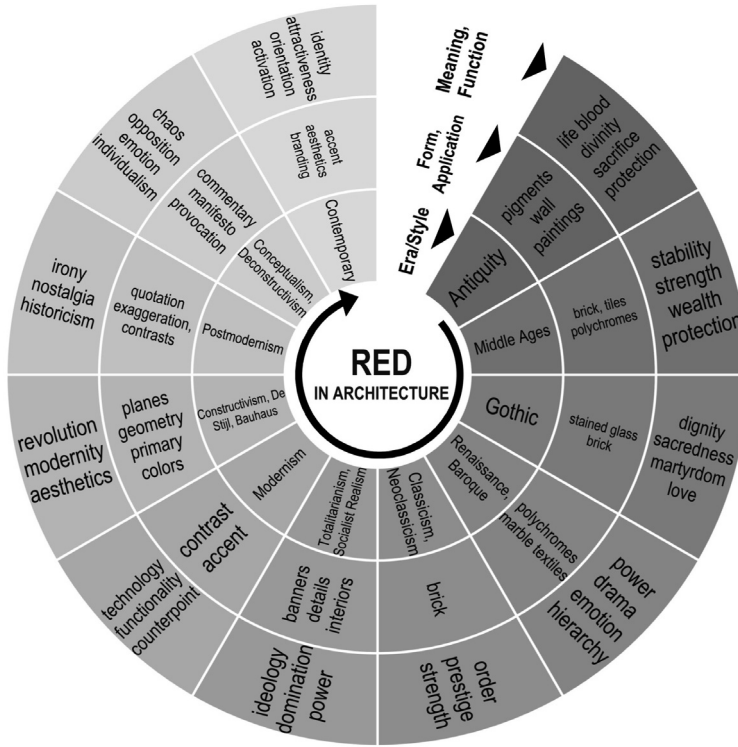 RED
IN ARCHITECTURE
Meaning,
Function
Form,
Application
Era/Style
Antiquity
pigments
wall
paintings
life blood
divinity
sacrifice
protection
Middle Ages
brick, tiles
polychromes
stability
strength
wealth
protection
Gothic
stained glass
brick
dignity
sacredness
martyrdom
love
Renaissance,
Baroque
polychromes
marble textiles
power
drama
emotion
hierarchy
Classicism,
Neoclassicism
brick
order
prestige
strength
Totalitarianism,
Socialist Realism
banners
details
interiors
ideology
domination
power
Modernism
contrast
accent
technology
functionality
counterpoint
Constructivism, De
Stijl, Bauhaus
planes
geometry
primary
colors
revolution
modernity
aesthetics
Postmodernism
quotation
exaggeration,
contrasts
irony
nostalgia
historicism
Conceptualism,
Deconstructivism
commentary
manifesto
provocation
chaos
opposition
emotion
individualism
Contemporary
accent
aesthetics
branding
identity
attractiveness
orientation
activation